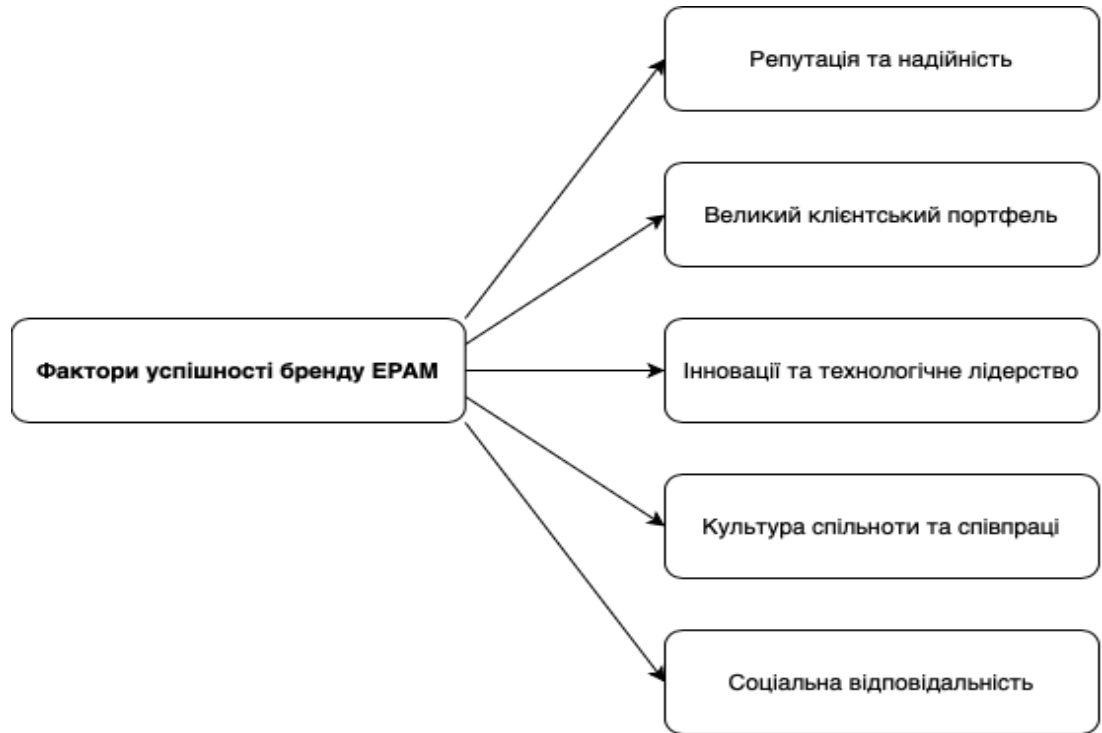 Репутація та надійність
Великий клієнтський портфель
Фактори успішності бренду EPAM
Інновації та технологічне лідерство
Культура спільноти та співпраці
Соціальна відповідальність